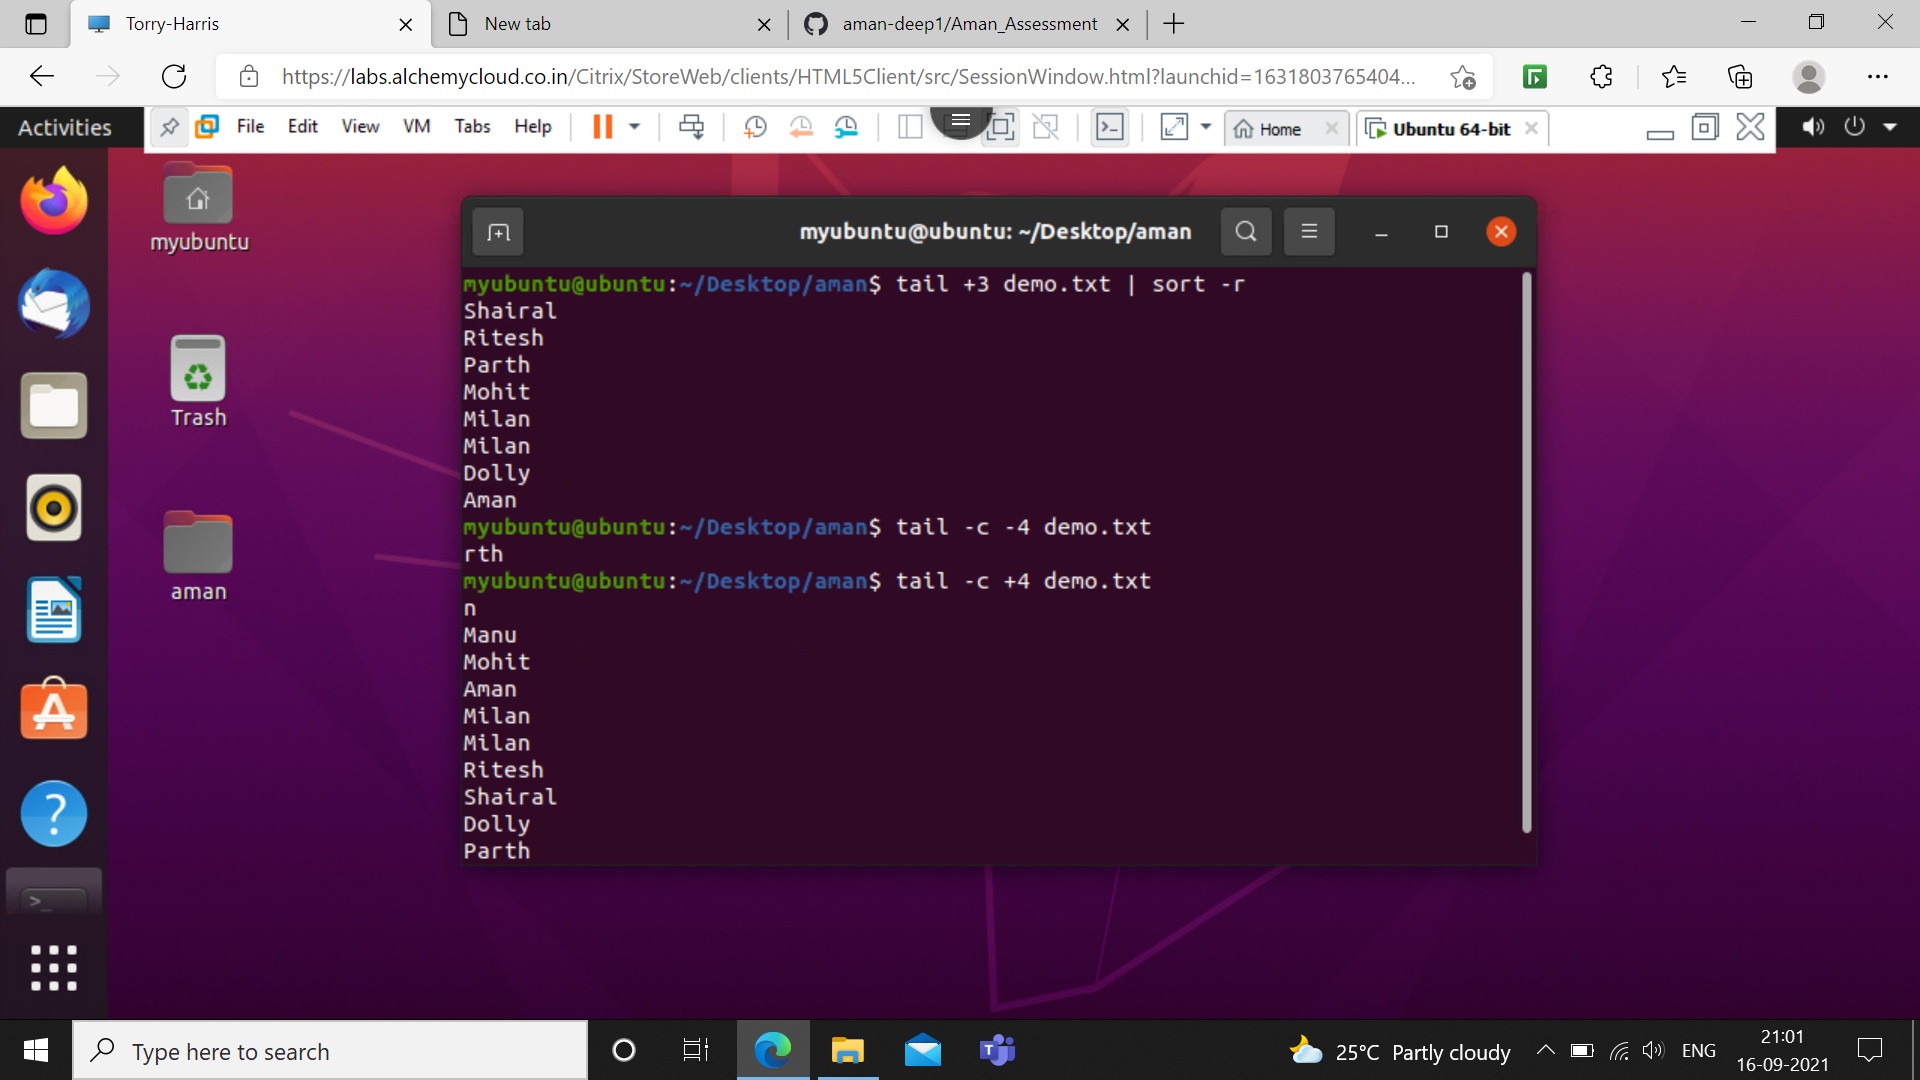 Torry-Harris
New tab
aman-deep1/Aman_Assessment
https://labs.alchemycloud.co.in/Citrix/StoreWeb/clients/HTML5Client/src/SessionWindow.html?launchid=1631803765404...
Activities
File Edit View VM Tabs Help
Home
Ubuntu 64-bit
myubuntu
Trash
aman
myubuntu@ubuntu: ~/Desktop/aman
myubuntu@ubuntu:~/Desktop/aman$ tail +3 demo.txt | sort -r
Shairal
Ritesh
Parth
Mohit
Milan
Milan
Dolly
Aman
myubuntu@ubuntu:~/Desktop/aman$ tail -c -4 demo.txt
rth
myubuntu@ubuntu:~/Desktop/aman$ tail -c +4 demo.txt
n
Manu
Mohit
Aman
Milan
Milan
Ritesh
Shairal
Dolly
Parth
Type here to search
25°C Partly cloudy
ENG
21:01
16-09-2021